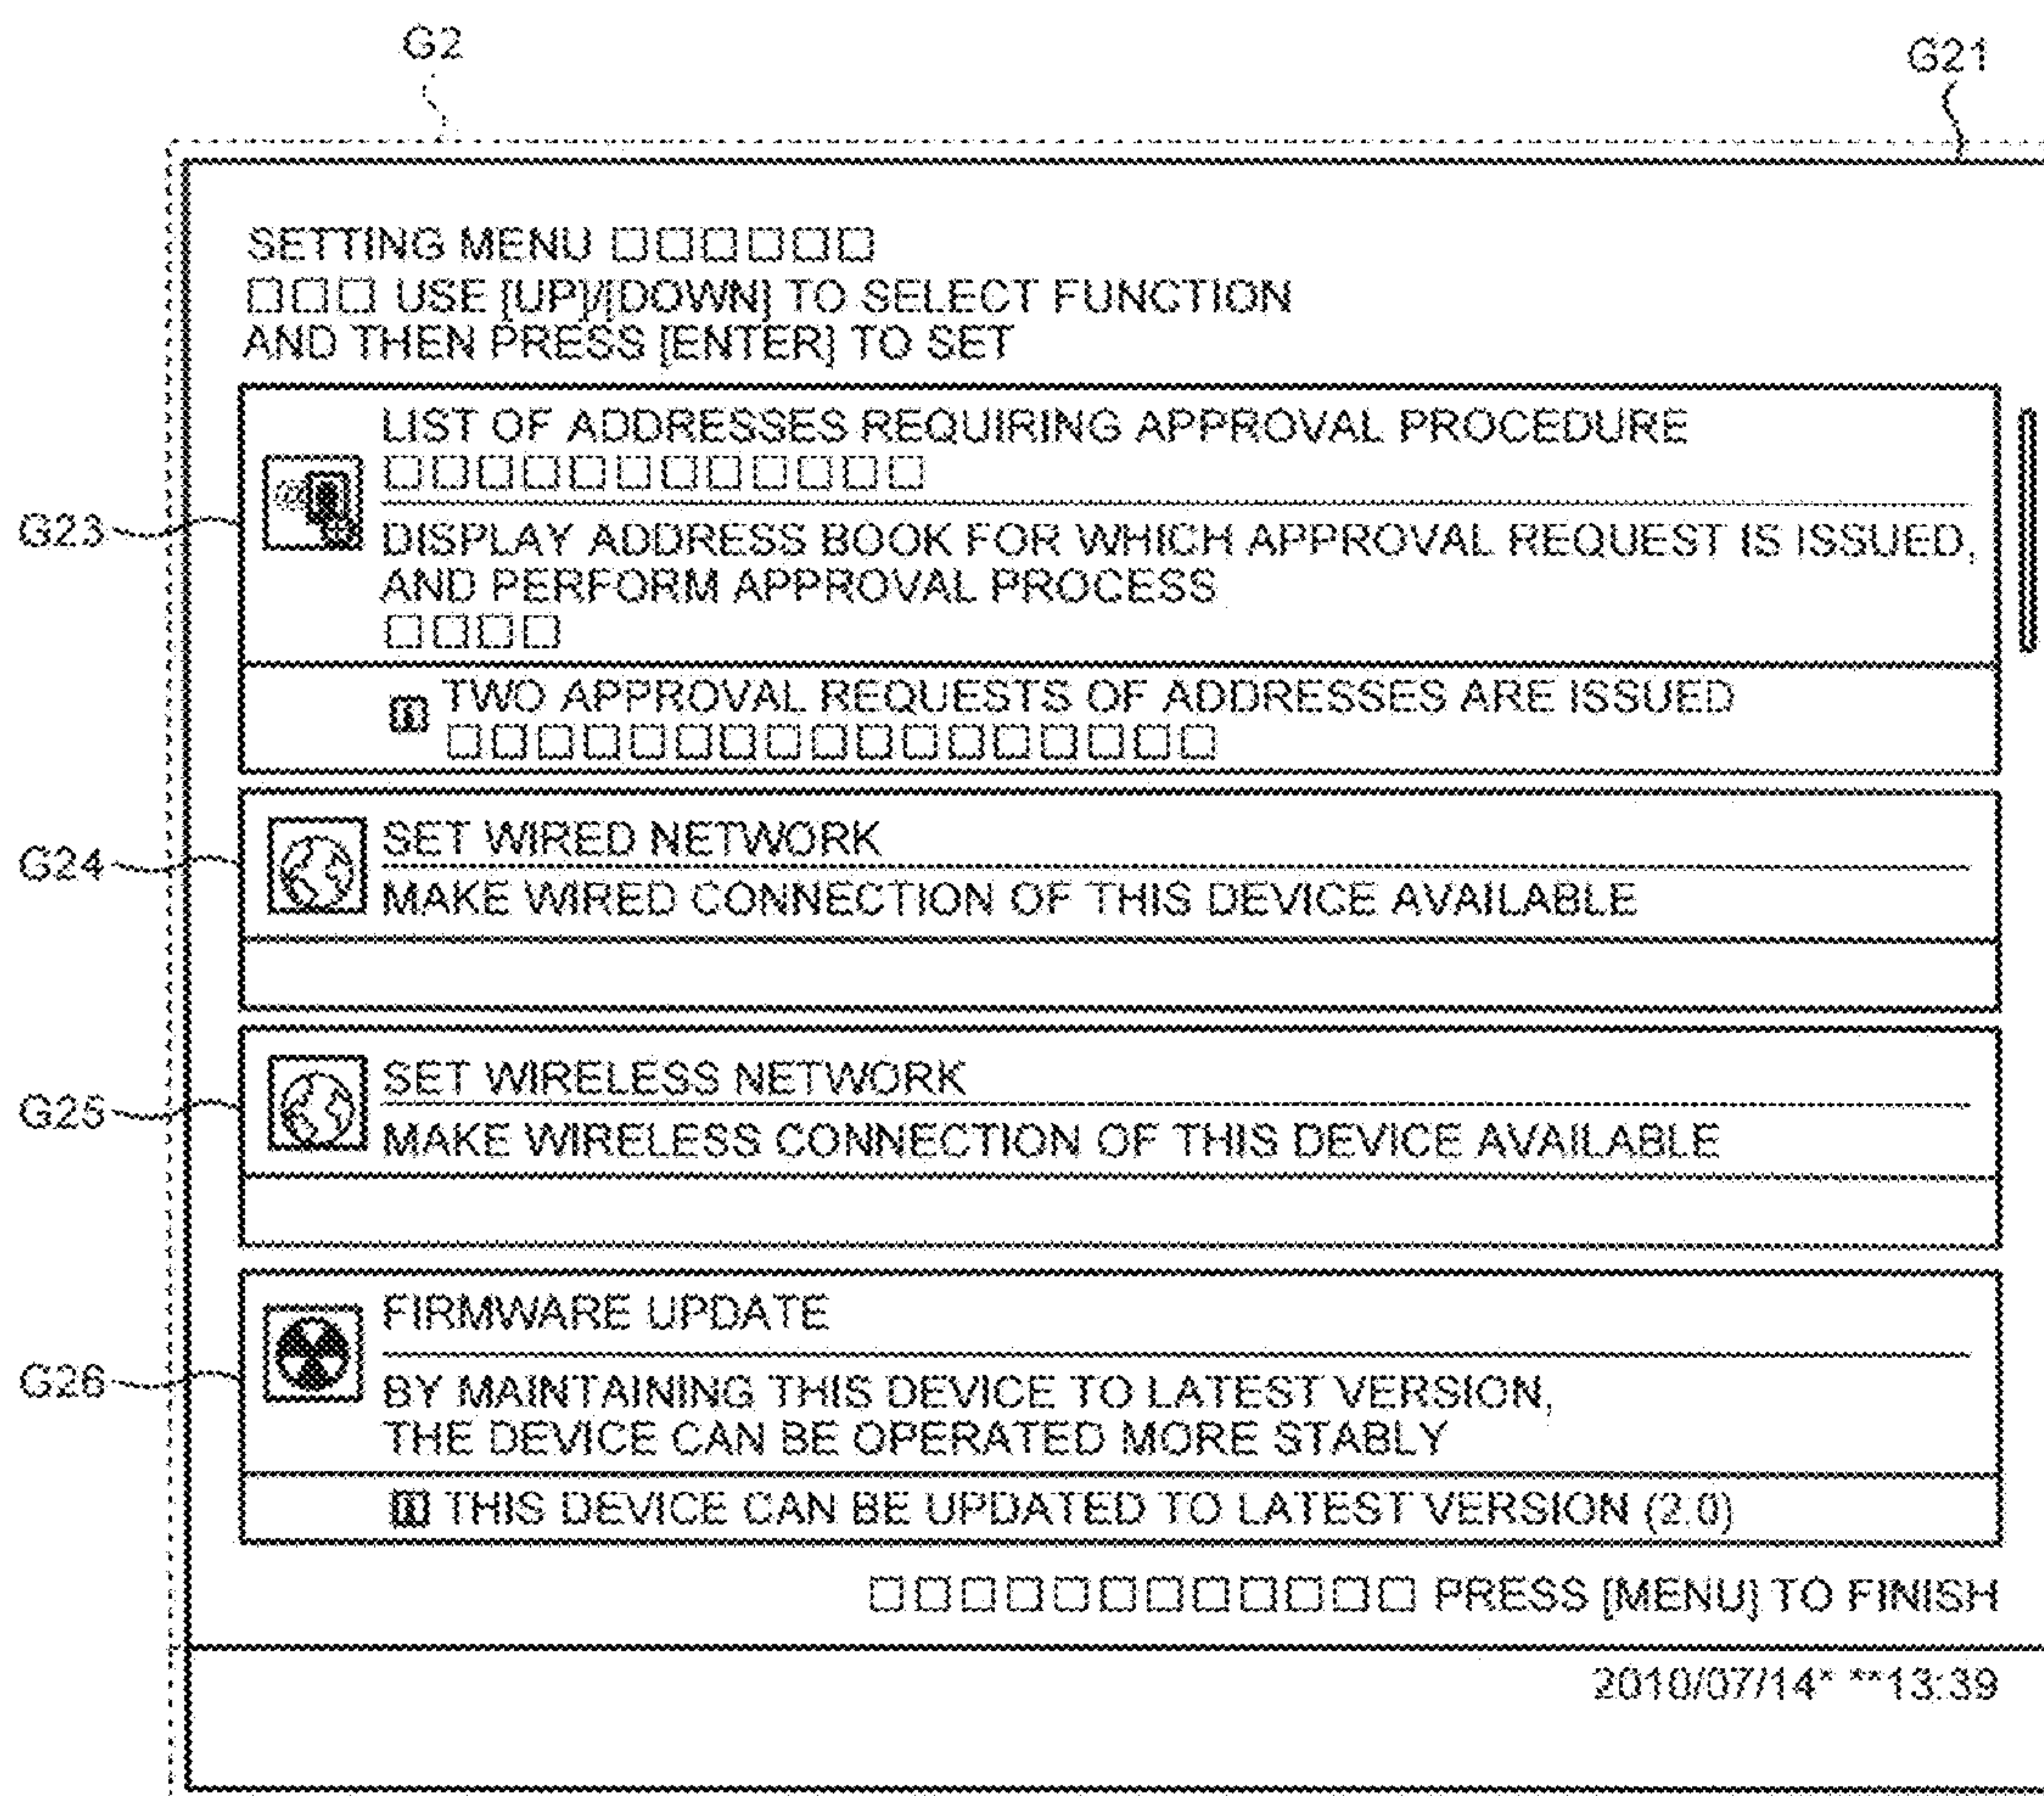 G2
G21
SETTING MENU □□□□□□
□□□ USE [UP]/[DOWN] TO SELECT FUNCTION
AND THEN PRESS [ENTER] TO SET
LIST OF ADDRESSES REQUIRING APPROVAL PROCEDURE
□□□□□□□□□□□□
G23
DISPLAY ADDRESS BOOK FOR WHICH APPROVAL REQUEST IS ISSUED,
AND PERFORM APPROVAL PROCESS
□□□□
i TWO APPROVAL REQUESTS OF ADDRESSES ARE ISSUED
□□□□□□□□□□□□□□□□□
G24
SET WIRED NETWORK
MAKE WIRED CONNECTION OF THIS DEVICE AVAILABLE
G25
SET WIRELESS NETWORK
MAKE WIRELESS CONNECTION OF THIS DEVICE AVAILABLE
FIRMWARE UPDATE
G26
BY MAINTAINING THIS DEVICE TO LATEST VERSION,
THE DEVICE CAN BE OPERATED MORE STABLY
i THIS DEVICE CAN BE UPDATED TO LATEST VERSION (2.0)
□□□□□□□□□□□□ PRESS [MENU] TO FINISH
2010/07/14* **13:39